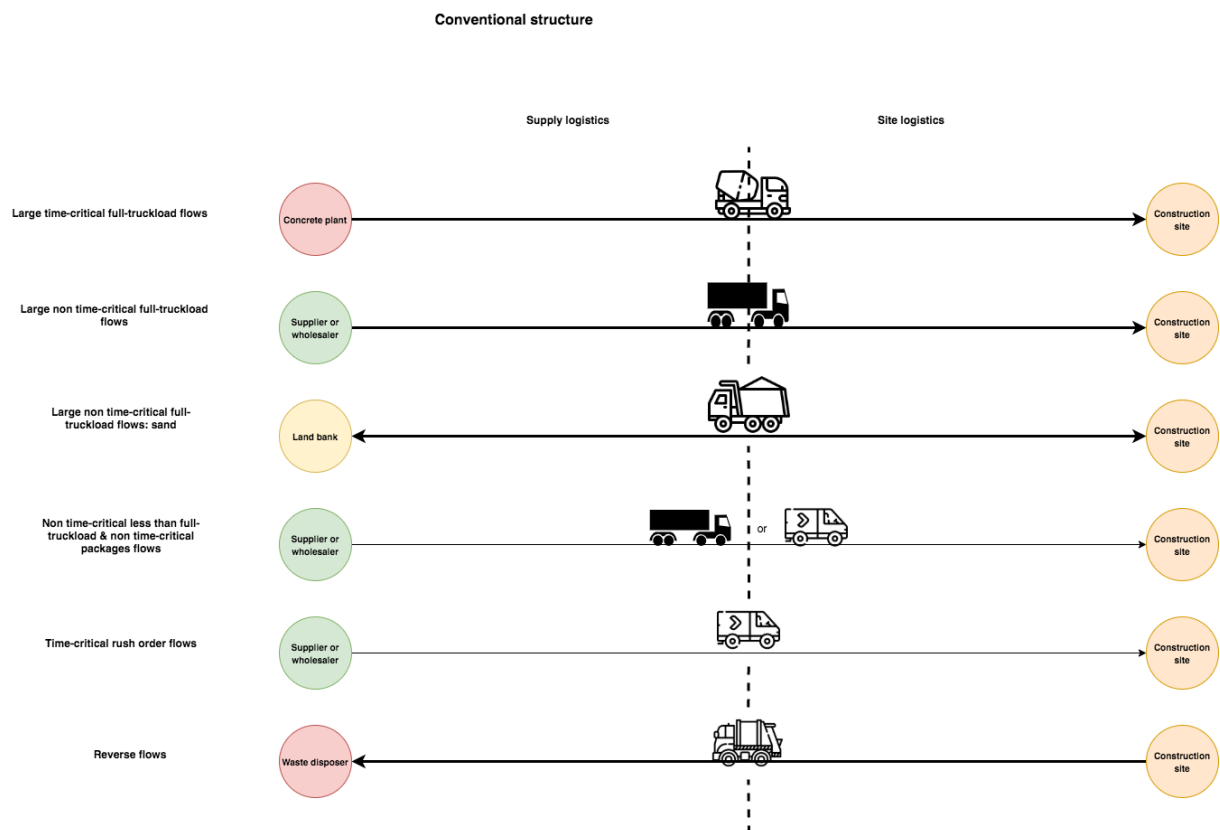 Conventional structure
Supply logistics
Site logistics
Large time-critical full-truckload flows
Concrete plant
Construction
site
Large non time-critical full-truckload
flows
Supplier or
wholesaler
Construction
site
Large non time-critical full-
truckload flows: sand
Land bank
Construction
site
Non time-critical less than full-
truckload & non time-critical
packages flows
Supplier or
wholesaler
or
Construction
site
Time-critical rush order flows
Supplier or
wholesaler
Construction
site
Reverse flows
Waste disposer
Construction
site